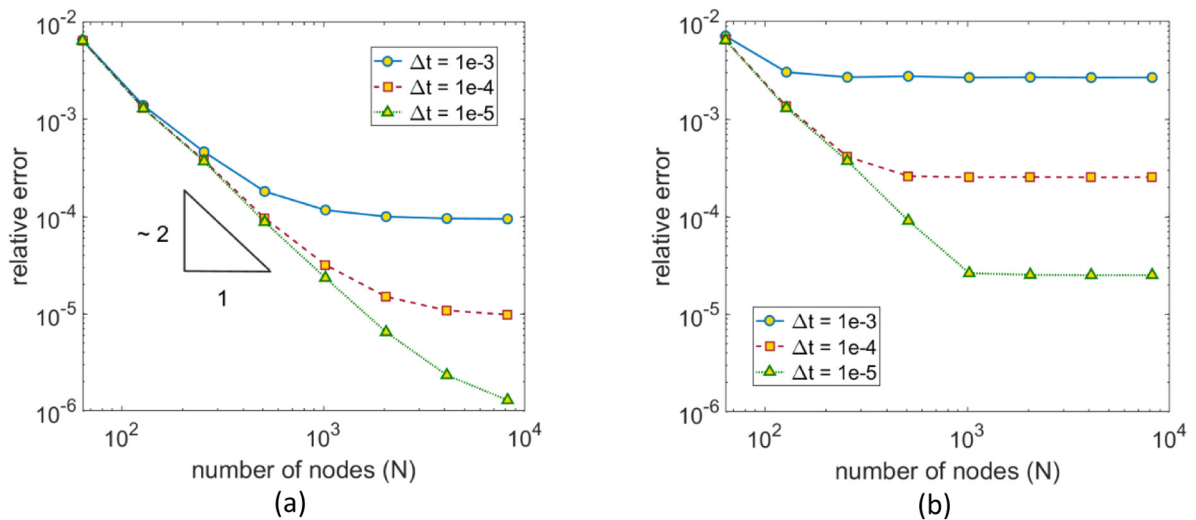 10^-2
10^-3
10^-4
10^-5
10^-6
relative error
Δt = 1e-3
Δt = 1e-4
Δt = 1e-5
~ 2
1
10^2
10^3
10^4
number of nodes (N)
(a)
10^-2
10^-3
10^-4
10^-5
10^-6
relative error
Δt = 1e-3
Δt = 1e-4
Δt = 1e-5
10^2
10^3
10^4
number of nodes (N)
(b)